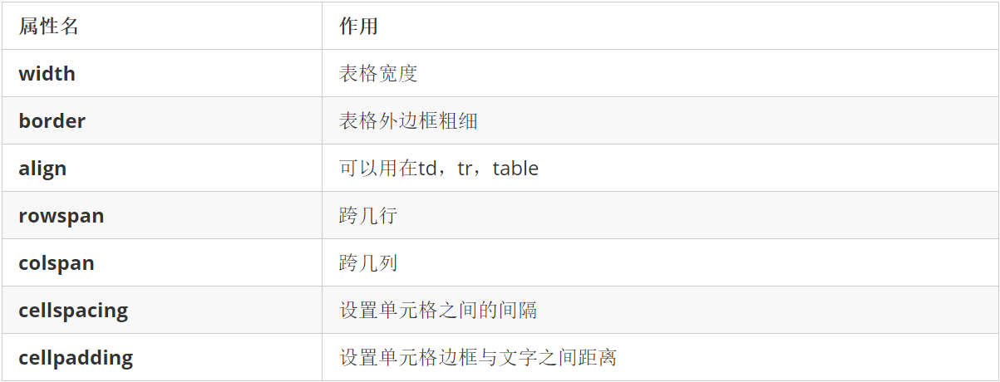 属性名 作用
width 表格宽度
border 表格外边框粗细
align 可以用在td，tr，table
rowspan 跨几行
colspan 跨几列
cellspacing 设置单元格之间的间隔
cellpadding 设置单元格边框与文字之间距离